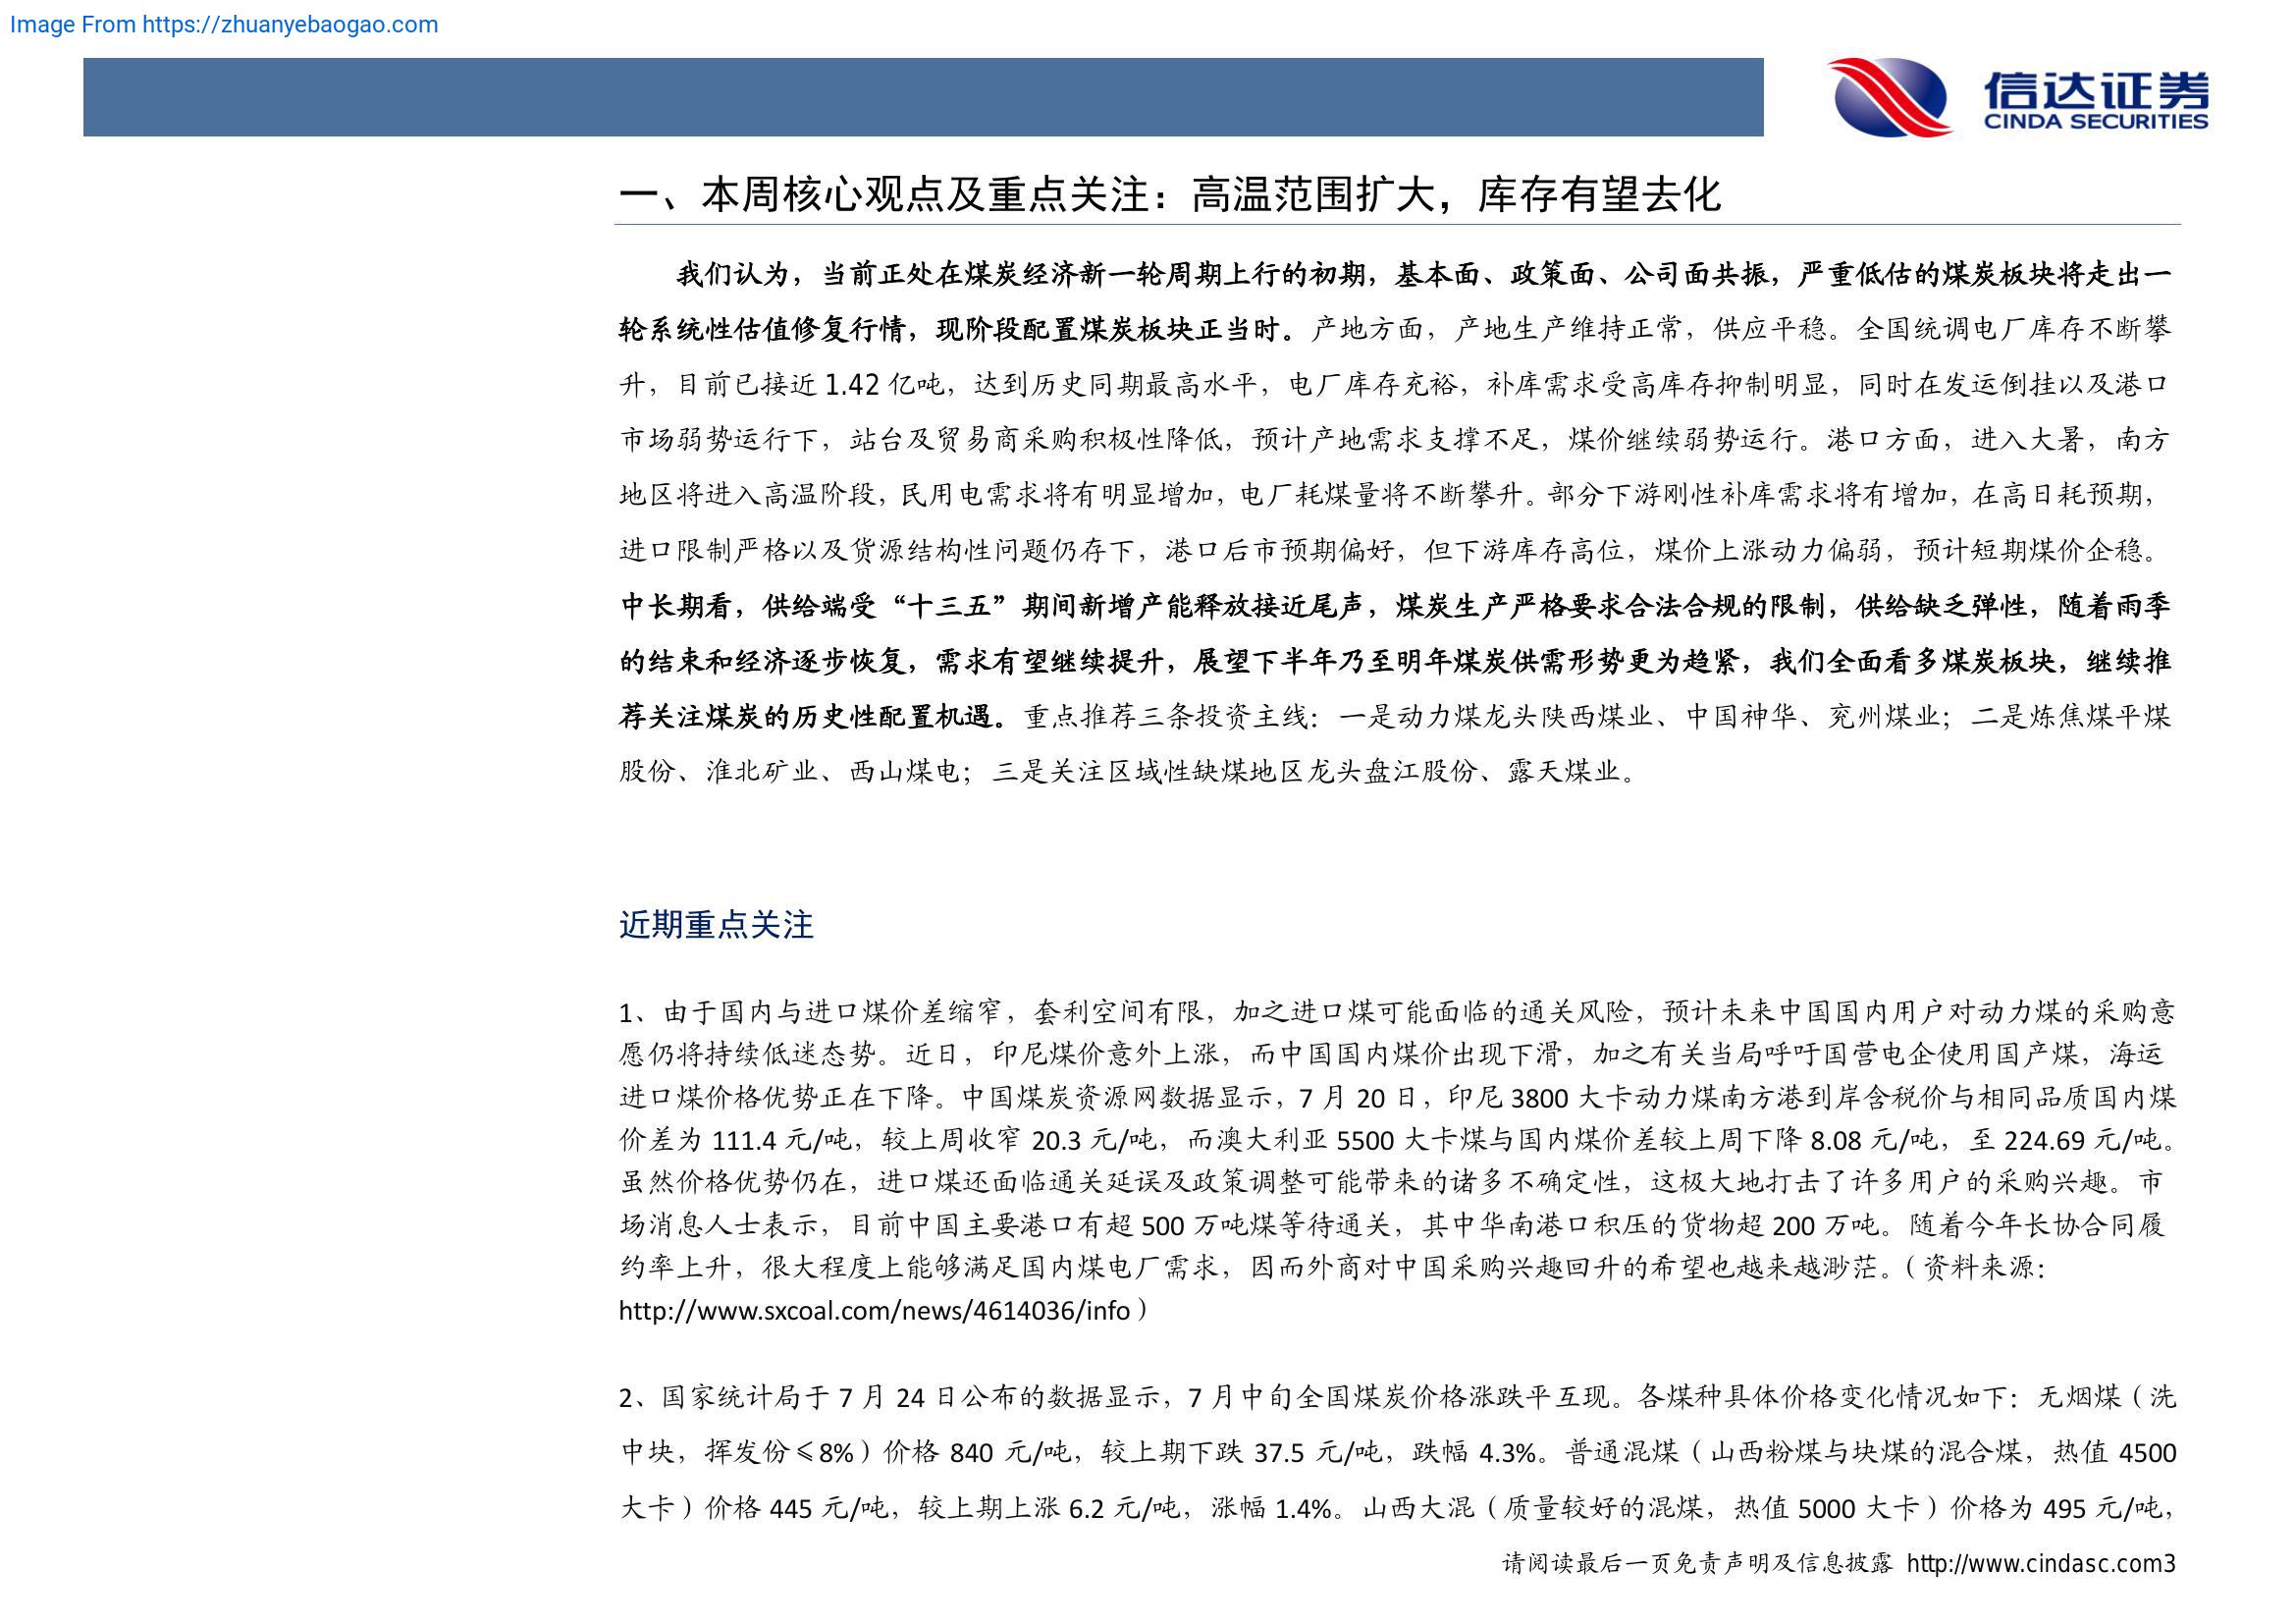 Image From https://zhuanyebaogao.com
信达证券
CINDA SECURITIES
一、本周核心观点及重点关注：高温范围扩大，库存有望去化
我们认为，当前正处在煤炭经济新一轮周期上行的初期，基本面、政策面、公司面共振，严重低估的煤炭板块将走出一
轮系统性估值修复行情，现阶段配置煤炭板块正当时。产地方面，产地生产维持正常，供应平稳。全国统调电厂库存不断攀
升，目前已接近 1.42 亿吨，达到历史同期最高水平，电厂库存充裕，补库需求受高库存抑制明显，同时在发运倒挂以及港口
市场弱势运行下，站台及贸易商采购积极性降低，预计产地需求支撑不足，煤价继续弱势运行。港口方面，进入大暑，南方
地区将进入高温阶段，民用电需求将有明显增加，电厂耗煤量将不断攀升。部分下游刚性补库需求将有增加，在高日耗预期，
进口限制严格以及货源结构性问题仍存下，港口后市预期偏好，但下游库存高位，煤价上涨动力偏弱，预计短期煤价企稳。
中长期看，供给端受“十三五”期间新增产能释放接近尾声，煤炭生产严格要求合法合规的限制，供给缺乏弹性，随着雨季
的结束和经济逐步恢复，需求有望继续提升，展望下半年乃至明年煤炭供需形势更为趋紧，我们全面看多煤炭板块，继续推
荐关注煤炭的历史性配置机遇。重点推荐三条投资主线：一是动力煤龙头陕西煤业、中国神华、兖州煤业；二是炼焦煤平煤
股份、淮北矿业、西山煤电；三是关注区域性缺煤地区龙头盘江股份、露天煤业。
近期重点关注
1、由于国内与进口煤价差缩窄，套利空间有限，加之进口煤可能面临的通关风险，预计未来中国国内用户对动力煤的采购意
愿仍将持续低迷态势。近日，印尼煤价意外上涨，而中国国内煤价出现下滑，加之有关当局呼吁国营电企使用国产煤，海运
进口煤价格优势正在下降。中国煤炭资源网数据显示，7 月 20 日，印尼 3800 大卡动力煤南方港到岸含税价与相同品质国内煤
价差为 111.4 元/吨，较上周收窄 20.3 元/吨，而澳大利亚 5500 大卡煤与国内煤价差较上周下降 8.08 元/吨，至 224.69 元/吨。
虽然价格优势仍在，进口煤还面临通关延误及政策调整可能带来的诸多不确定性，这极大地打击了许多用户的采购兴趣。市
场消息人士表示，目前中国主要港口有超 500 万吨煤等待通关，其中华南港口积压的货物超 200 万吨。随着今年长协合同履
约率上升，很大程度上能够满足国内煤电厂需求，因而外商对中国采购兴趣回升的希望也越来越渺茫。（资料来源：
http://www.sxcoal.com/news/4614036/info）
2、国家统计局于 7 月 24 日公布的数据显示，7 月中旬全国煤炭价格涨跌平互现。各煤种具体价格变化情况如下：无烟煤（洗
中块，挥发份≤8%）价格 840 元/吨，较上期下跌 37.5 元/吨，跌幅 4.3%。普通混煤（山西粉煤与块煤的混合煤，热值 4500
大卡）价格 445 元/吨，较上期上涨 6.2 元/吨，涨幅 1.4%。山西大混（质量较好的混煤，热值 5000 大卡）价格为 495 元/吨，
请阅读最后一页免责声明及信息披露 http://www.cindasc.com3